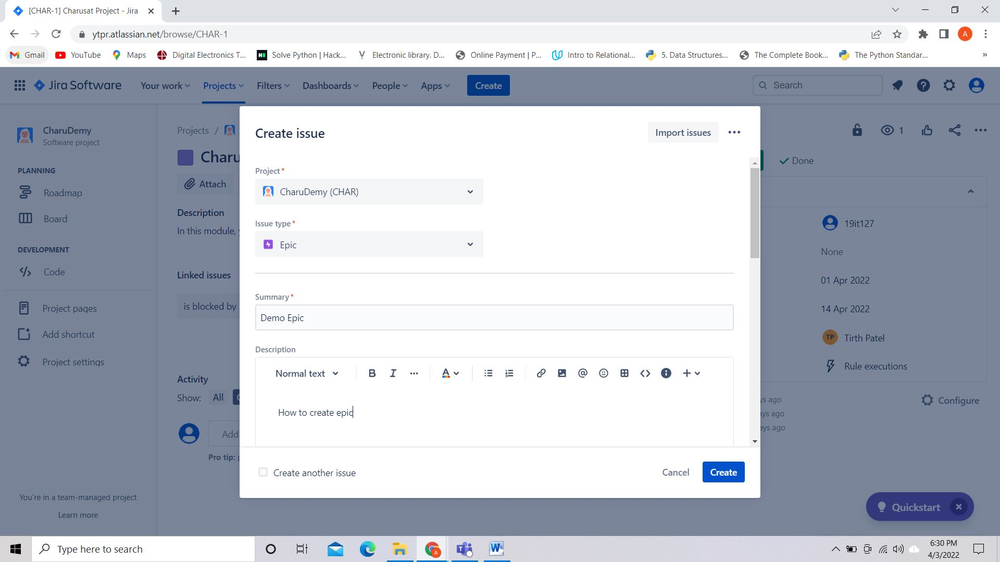 [CHAR-1] Charusat Project - Jira
ytpr.atlassian.net/browse/CHAR-1
A
Gmail YouTube Maps Digital Electronics T... Solve Python | Hack... Electronic library. D... Online Payment | P... Intro to Relational... 5. Data Structures... The Complete Book... The Python Standar... »
Jira Software Your work Projects Filters Dashboards People Apps Create Search
CharuDemy
Software project
PLANNING
Roadmap
Board
DEVELOPMENT
Code
Project pages
Add shortcut
Project settings
You're in a team-managed project
Learn more
Projects /
Charu
Attach
Description
In this module,
Linked issues
is blocked by
Activity
Show: All
Add
Pro tip:
Create issue
Import issues
Project *
CharuDemy (CHAR)
Issue type *
Epic
Summary *
Demo Epic
Description
Normal text B I A
How to create epic
Create another issue
Cancel Create
1
Done
19it127
None
01 Apr 2022
14 Apr 2022
TP Tirth Patel
Rule executions
ys ago
ays ago
ays ago
Configure
Quickstart
Type here to search
6:30 PM
4/3/2022